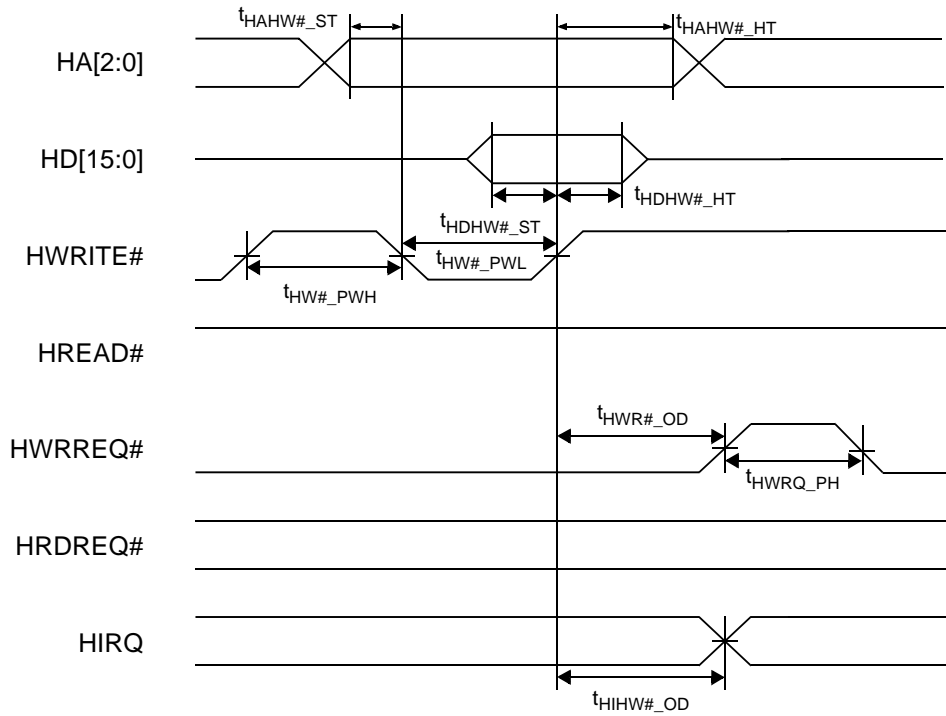 tHAHW#_ST
tHAHW#_HT
HA[2:0]
HD[15:0]
tHDHW#_HT
tHDHW#_ST
HWRITE#
tHW#_PWL
tHW#_PWH
HREAD#
tHWR#_OD
HWRREQ#
tHWRQ_PH
HRDREQ#
HIRQ
tHIHW#_OD